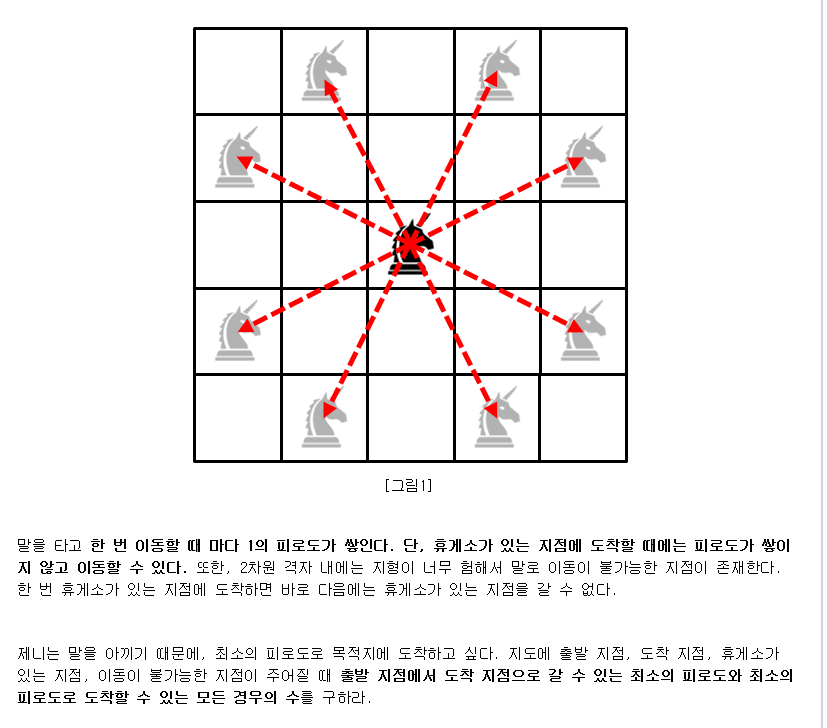 [그림1]
말을 타고 한 번 이동할 때 마다 1의 피로도가 쌓인다. 단, 휴게소가 있는 지점에 도착할 때에는 피로도가 쌓이
지 않고 이동할 수 있다. 또한, 2차원 격자 내에는 지형이 너무 험해서 말로 이동이 불가능한 지점이 존재한다.
한 번 휴게소가 있는 지점에 도착하면 바로 다음에는 휴게소가 있는 지점을 갈 수 없다.
제니는 말을 아끼기 때문에, 최소의 피로도로 목적지에 도착하고 싶다. 지도에 출발 지점, 도착 지점, 휴게소가
있는 지점, 이동이 불가능한 지점이 주어질 때 출발 지점에서 도착 지점으로 갈 수 있는 최소의 피로도와 최소의
피로도로 도착할 수 있는 모든 경우의 수를 구하라.